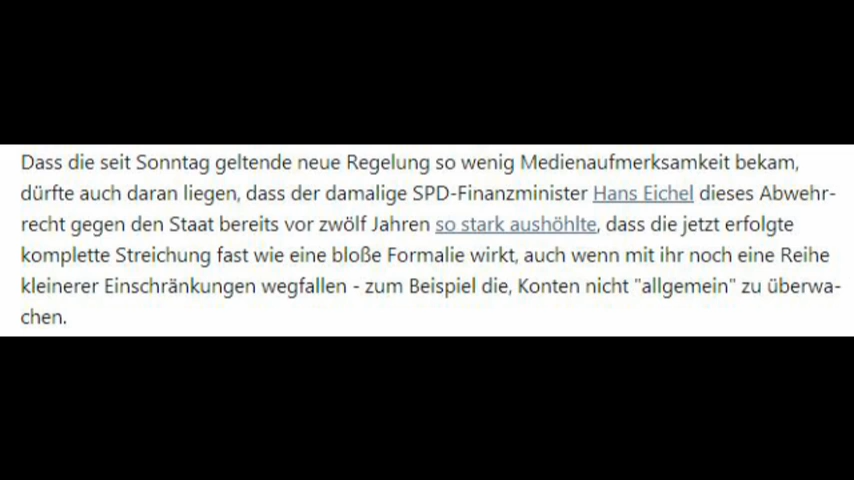 Dass die seit Sonntag geltende neue Regelung so wenig Medienaufmerksamkeit bekam,
dürfte auch daran liegen, dass der damalige SPD-Finanzminister Hans Eichel dieses Abwehr-
recht gegen den Staat bereits vor zwölf Jahren so stark aushöhlte, dass die jetzt erfolgte
komplette Streichung fast wie eine bloße Formalie wirkt, auch wenn mit ihr noch eine Reihe
kleinerer Einschränkungen wegfallen - zum Beispiel die, Konten nicht "allgemein" zu überwa-
chen.